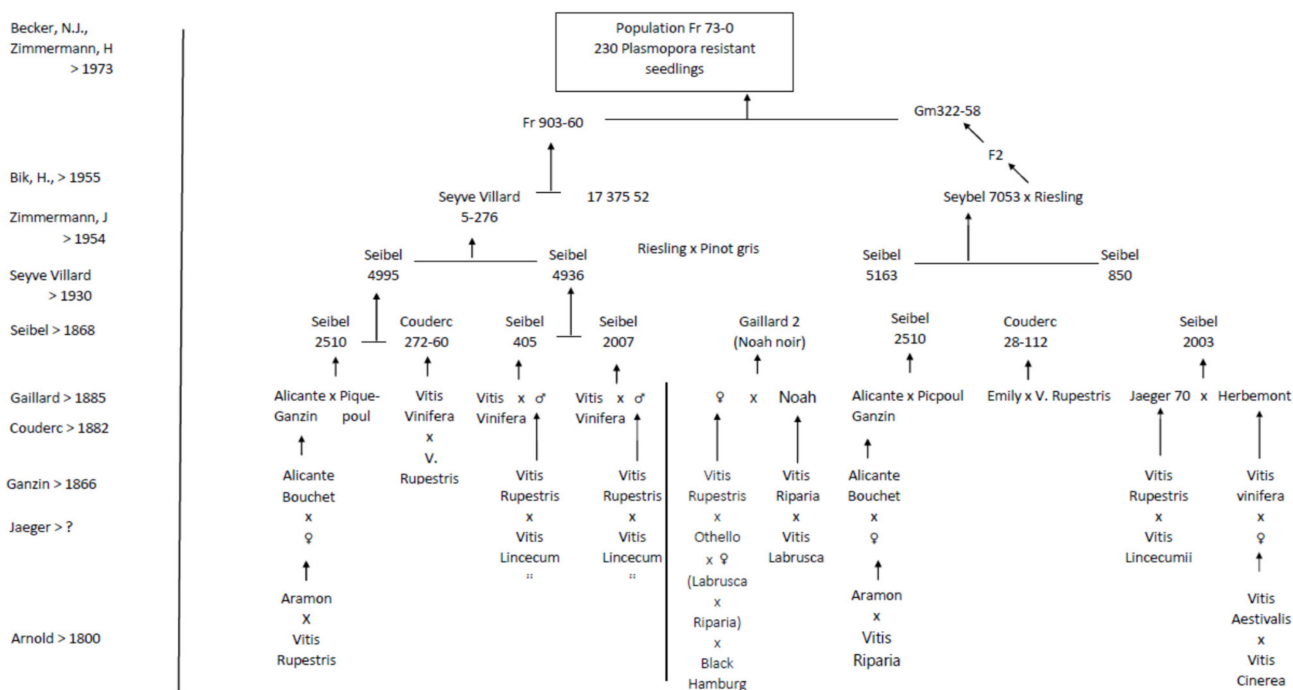 Becker, N.J.,
Zimmermann, H
> 1973
Population Fr 73-0
230 Plasmopora resistant
seedlings
Fr 903-60
Gm322-58
F2
Bik, H., > 1955
Seyve Villard
5-276
17 375 52
Seybel 7053 x Riesling
Zimmermann, J
> 1954
Riesling x Pinot gris
Seibel
4995
Seibel
4936
Seibel
5163
Seibel
850
Seyve Villard
> 1930
Seibel > 1868
Seibel
2510
Couderc
272-60
Seibel
405
Seibel
2007
Gaillard 2
(Noah noir)
Seibel
2510
Couderc
28-112
Seibel
2003
Gaillard > 1885
Couderc > 1882
Alicante x Pique-
Ganzin poul
Vitis
Vinifera
x
V.
Rupestris
Vitis x ♂
Vinifera
Vitis x ♂
Vinifera
♀ x Noah
Alicante x Picpoul
Ganzin
Emily x V. Rupestris
Jaeger 70 x Herbemont
Ganzin > 1866
Jaeger > ?
Alicante
Bouchet
x
♀
Vitis
Rupestris
x
Vitis
Lincecum
"
Vitis
Rupestris
x
Vitis
Lincecum
"
Vitis
Rupestris
x
Othello
x ♀
(Labrusca
x
Riparia)
x
Black
Hamburg
Vitis
Riparia
x
Vitis
Labrusca
Alicante
Bouchet
x
♀
Vitis
Rupestris
x
Vitis
Lincecumii
Vitis
vinifera
x
♀
Arnold > 1800
Aramon
X
Vitis
Rupestris
Aramon
x
Vitis
Riparia
Vitis
Aestivalis
x
Vitis
Cinerea